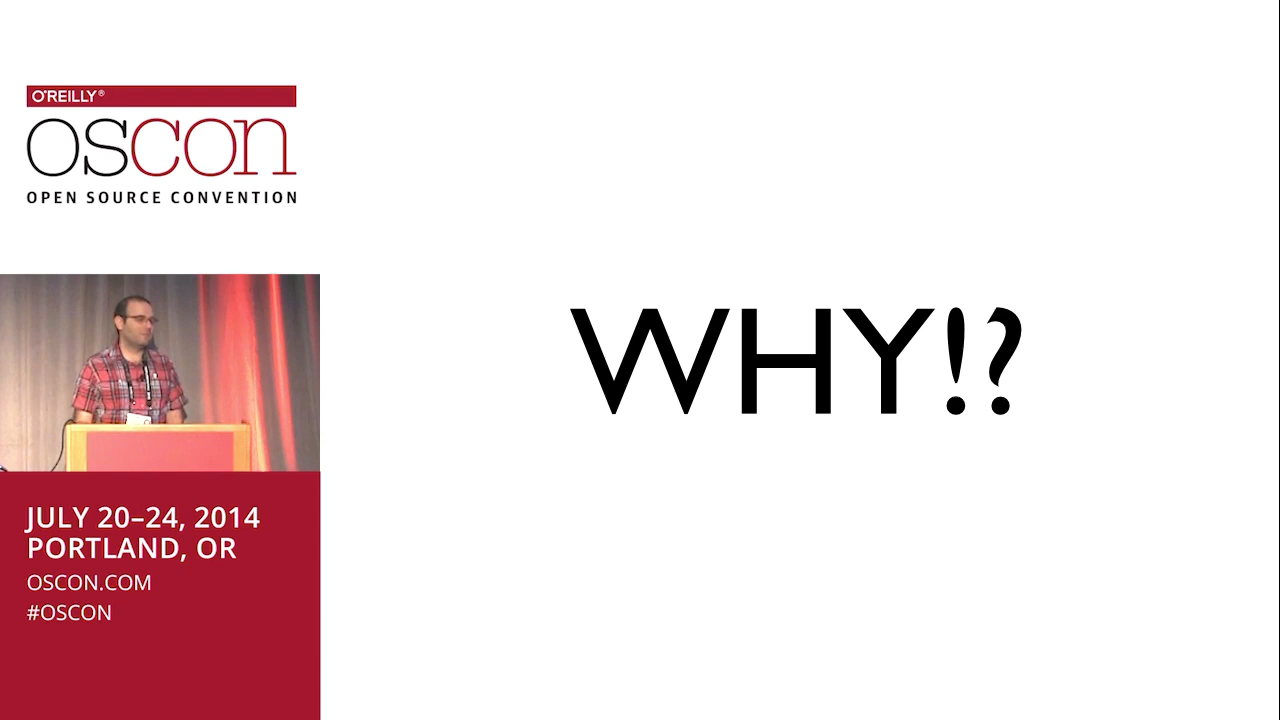 O'REILLY®
OSCON
OPEN SOURCE CONVENTION
WHY!?
JULY 20–24, 2014
PORTLAND, OR
OSCON.COM
#OSCON